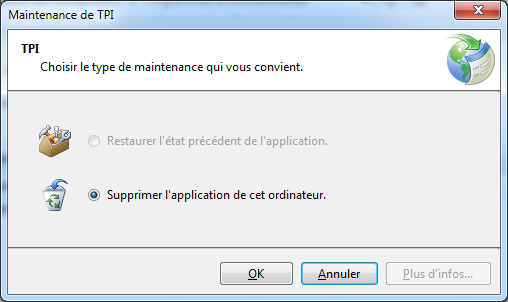 Maintenance de TPI
TPI
Choisir le type de maintenance qui vous convient.
Restaurer l'état précédent de l'application.
Supprimer l'application de cet ordinateur.
OK Annuler Plus d'infos...